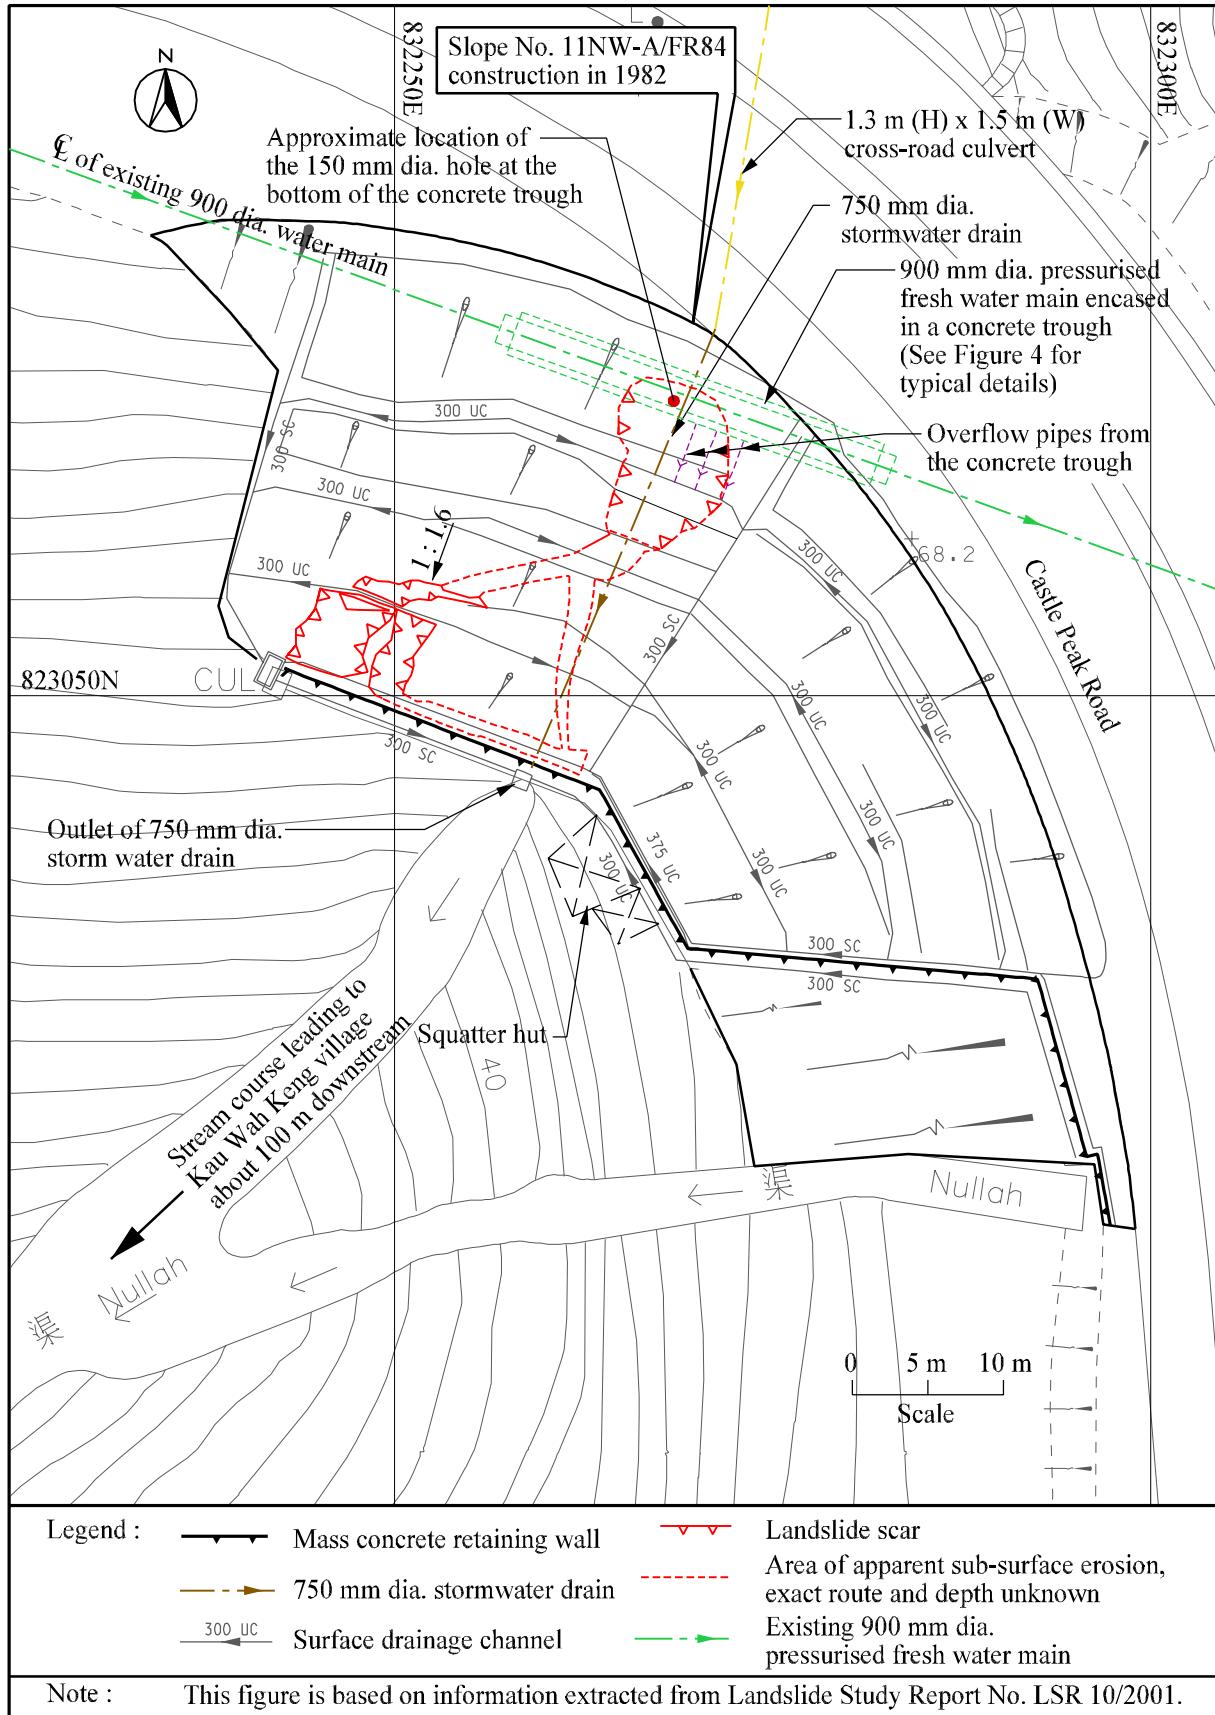 N
832250E
832300E
Slope No. 11NW-A/FR84
construction in 1982
1.3 m (H) x 1.5 m (W)
cross-road culvert
Approximate location of
the 150 mm dia. hole at the
bottom of the concrete trough
℄ of existing 900 dia. water main
750 mm dia.
stormwater drain
900 mm dia. pressurised
fresh water main encased
in a concrete trough
(See Figure 4 for
typical details)
Overflow pipes from
the concrete trough
300 UC
300 SC
300 UC
1 : 1.6
300 UC
300 UC
68.2
Castle Peak Road
300 SC
823050N
CUL
300 SC
300 UC
300 UC
300 UC
300 UC
300 UC
375 UC
300 UC
Outlet of 750 mm dia.
storm water drain
300 SC
300 SC
Squatter hut
40
Stream course leading to
Kau Wah Keng village
about 100 m downstream
渠
Nullah
Nullah
渠
0 5 m 10 m
Scale
Legend :
Mass concrete retaining wall
Landslide scar
750 mm dia. stormwater drain
Area of apparent sub-surface erosion,
exact route and depth unknown
300 UC
Surface drainage channel
Existing 900 mm dia.
pressurised fresh water main
Note : This figure is based on information extracted from Landslide Study Report No. LSR 10/2001.